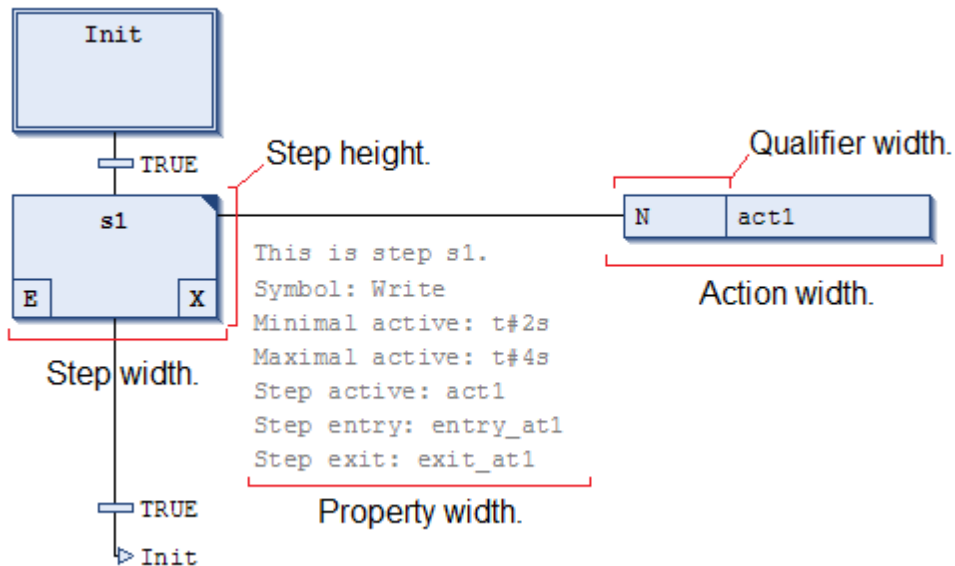 Init
TRUE
Step height.
Qualifier width.
s1
N
act1
E
X
This is step s1.
Symbol: Write
Minimal active: t#2s
Maximal active: t#4s
Step active: act1
Step entry: entry_at1
Step exit: exit_at1
Action width.
Step width.
Property width.
TRUE
Init